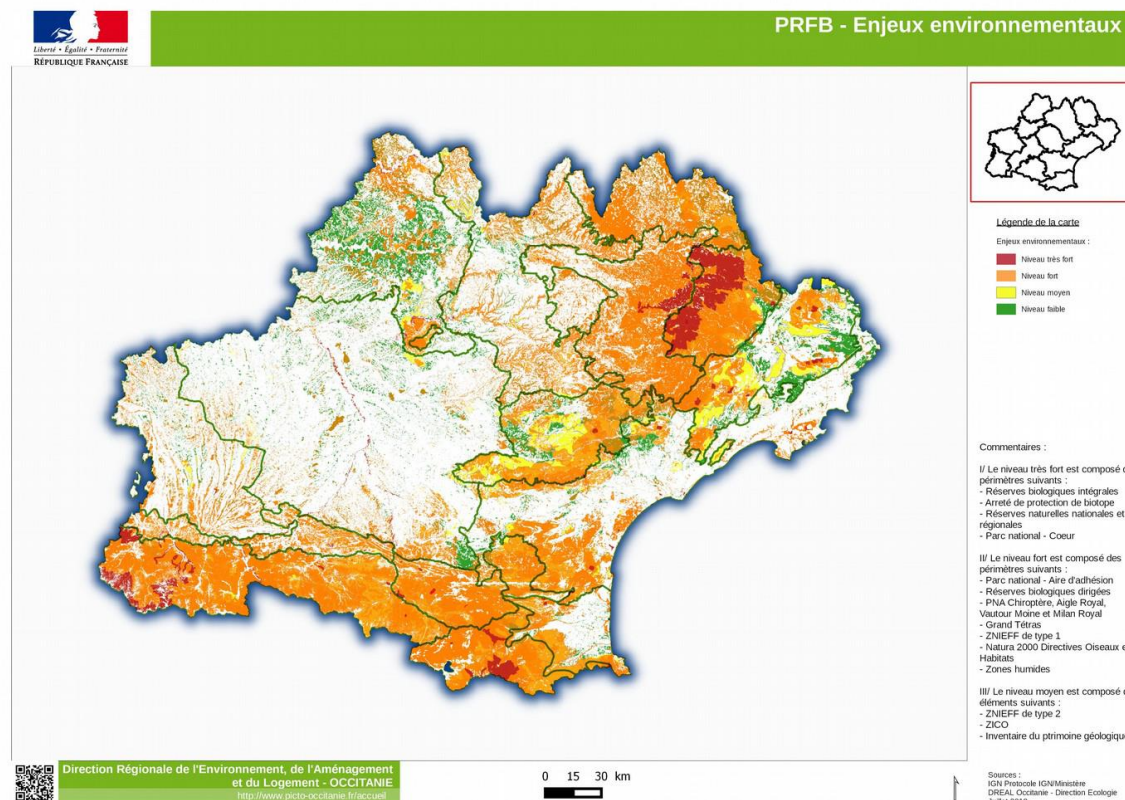 PRFB - Enjeux environnementaux
Liberté • Égalité • Fraternité
RÉPUBLIQUE FRANÇAISE
Légende de la carte
Enjeux environnementaux :
Niveau très fort
Niveau fort
Niveau moyen
Niveau faible
Commentaires :
I/ Le niveau très fort est composé
périmètres suivants :
- Réserves biologiques intégrales
- Arreté de protection de biotope
- Réserves naturelles nationales et
régionales
- Parc national - Coeur
II/ Le niveau fort est composé des
périmètres suivants :
- Parc national - Aire d'adhésion
- Réserves biologiques dirigées
- PNA Chiroptère, Aigle Royal,
Vautour Moine et Milan Royal
- Grand Tétras
- ZNIEFF de type 1
- Natura 2000 Directives Oiseaux
Habitats
- Zones humides
III/ Le niveau moyen est composé
éléments suivants :
- ZNIEFF de type 2
- ZICO
- Inventaire du ptrimoine géologique
Direction Régionale de l'Environnement, de l'Aménagement
et du Logement - OCCITANIE
http://www.picto-occitanie.fr/accueil
0 15 30 km
Sources :
IGN Protocole IGN/Ministère
DREAL Occitanie - Direction Ecologie